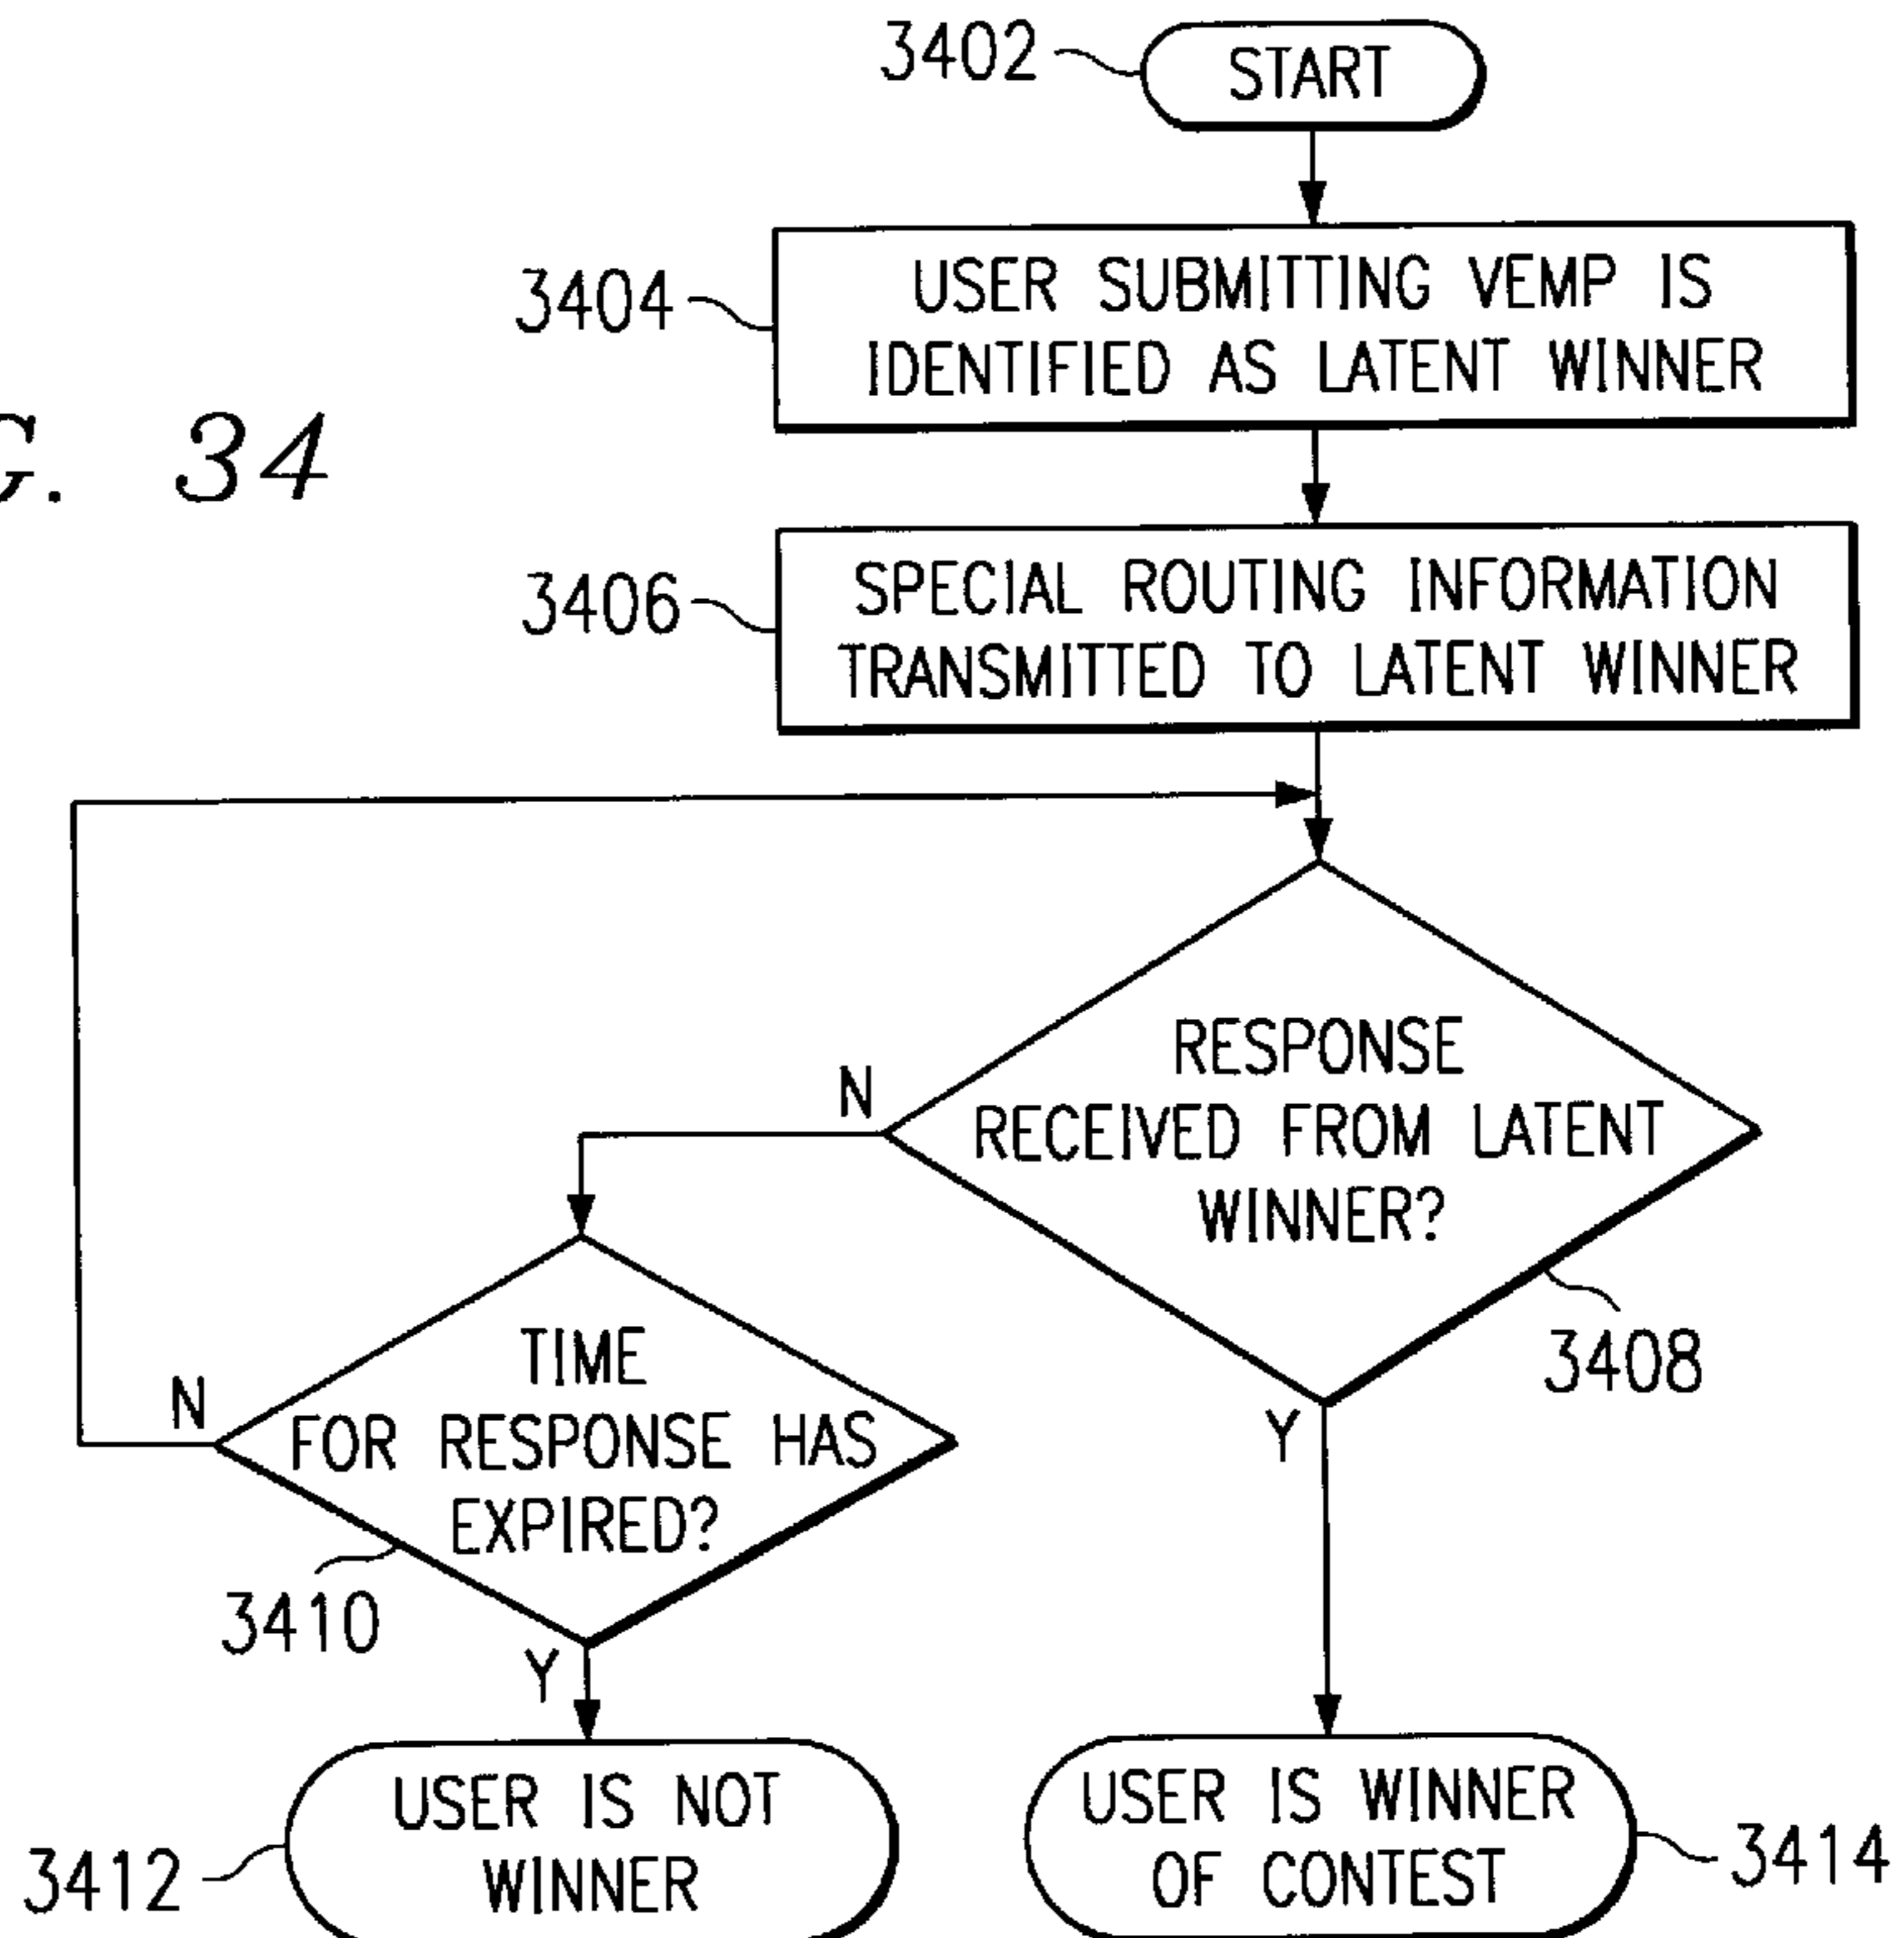 3402
START
3404
USER SUBMITTING VEMP IS
IDENTIFIED AS LATENT WINNER
G. 34
3406
SPECIAL ROUTING INFORMATION
TRANSMITTED TO LATENT WINNER
RESPONSE
RECEIVED FROM LATENT
WINNER?
N
Y
3408
TIME
FOR RESPONSE HAS
EXPIRED?
N
Y
3410
USER IS NOT
WINNER
3412
USER IS WINNER
OF CONTEST
3414